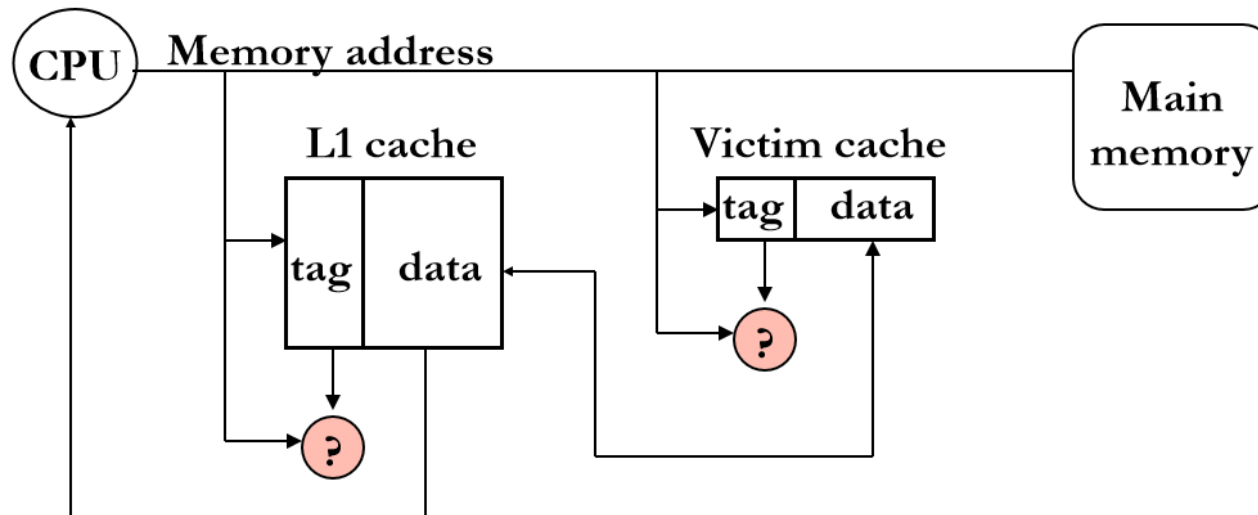 CPU
Memory address
Main
memory
L1 cache
Victim cache
tag
data
tag
data
?
?